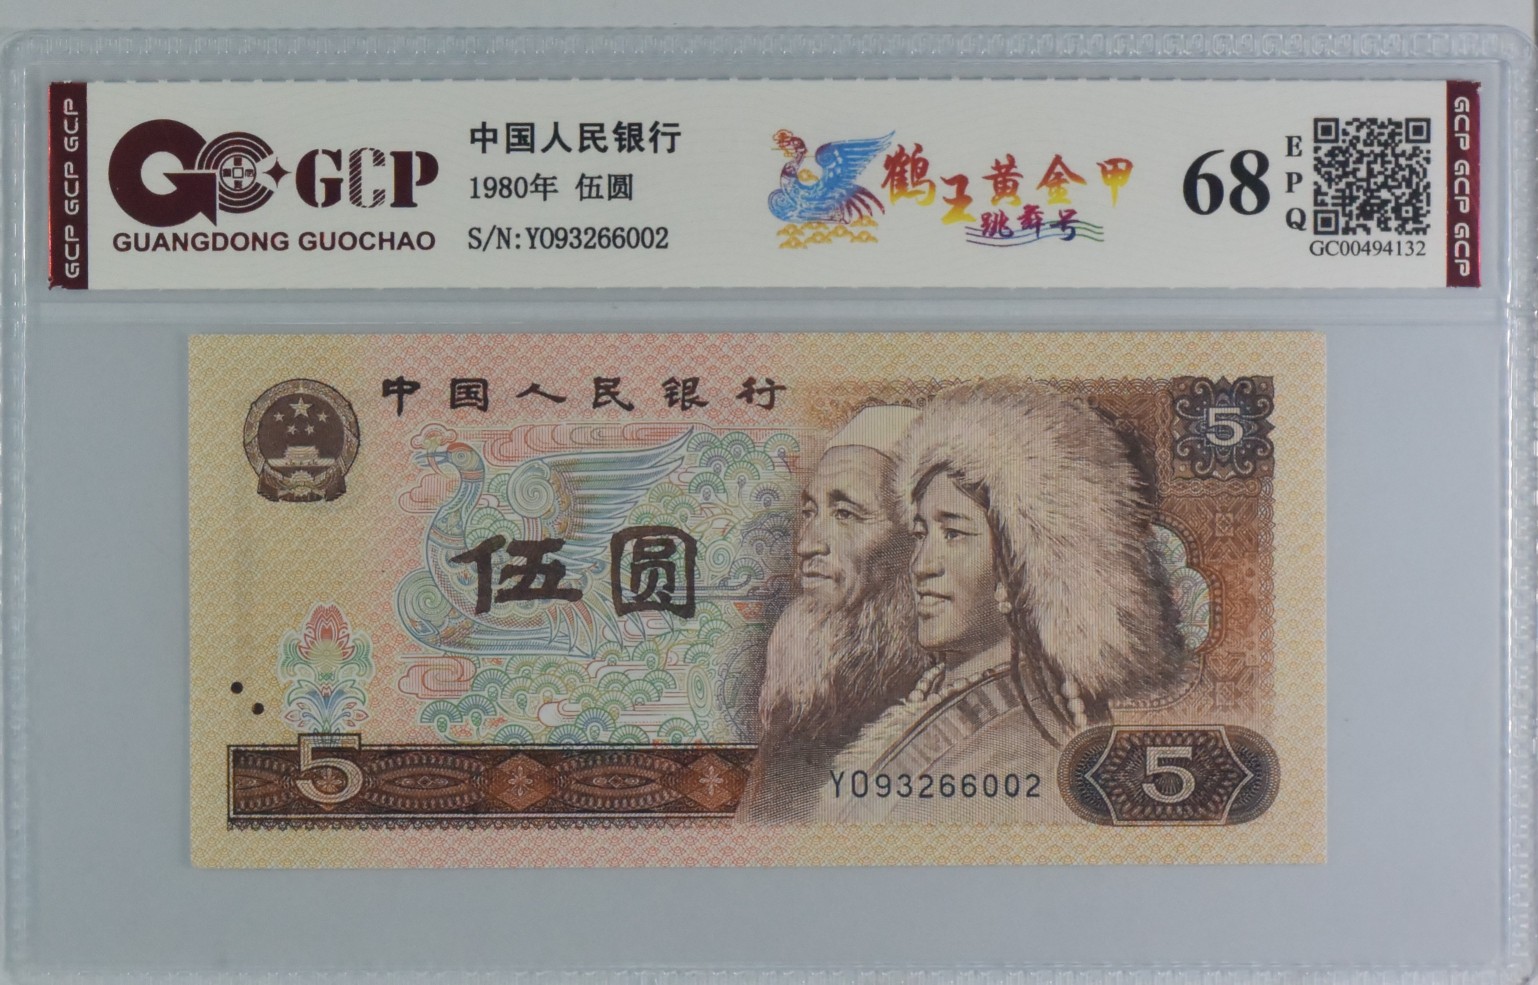 GCP GCP GCP
GCP
GUANGDONG GUOCHAO
中国人民银行
1980年 伍圆
S/N:Y093266002
鹤王黄金甲
跳舞号
68
EPQ
GC00494132
GCP GCP GCP
中国人民银行
5
伍圆
5
YO93266002
5